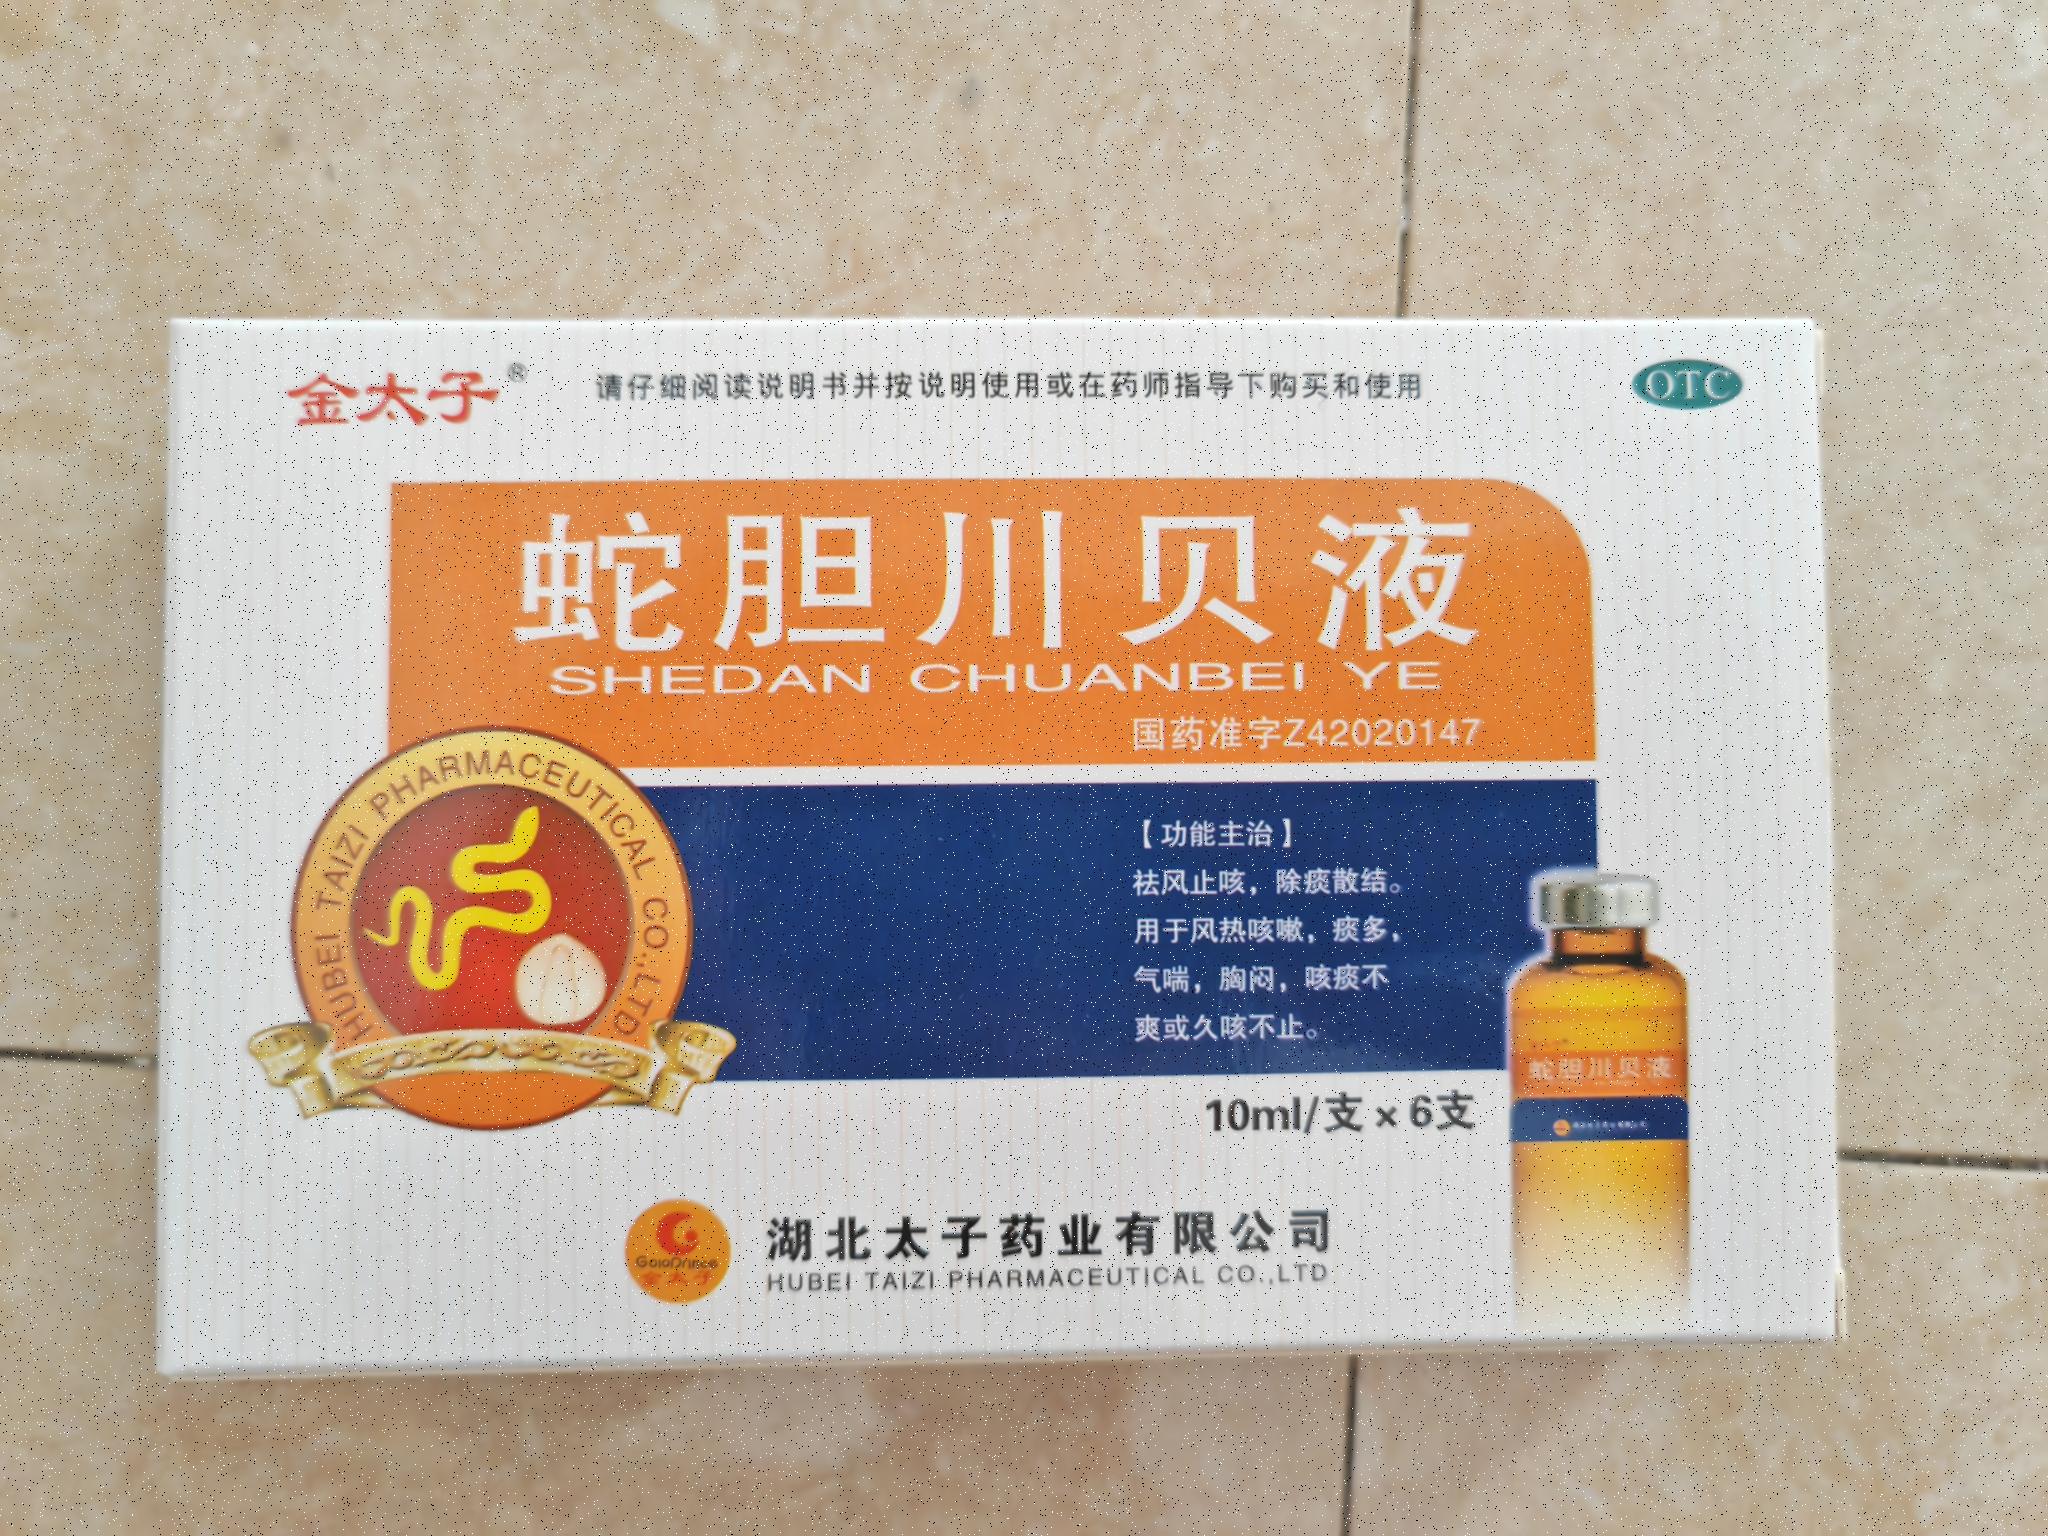 金太子®
请仔细阅读说明书并按说明使用或在药师指导下购买和使用
OTC
蛇胆川贝液
SHEDAN CHUANBEI YE
国药准字Z42020147
HUBEI TAIZI PHARMACEUTICAL CO.,LTD
【功能主治】
祛风止咳，除痰散结。
用于风热咳嗽，痰多，
气喘，胸闷，咳痰不
爽或久咳不止。
蛇胆川贝液
10ml/支×6支
金太子
湖北太子药业有限公司
HUBEI TAIZI PHARMACEUTICAL CO.,LTD